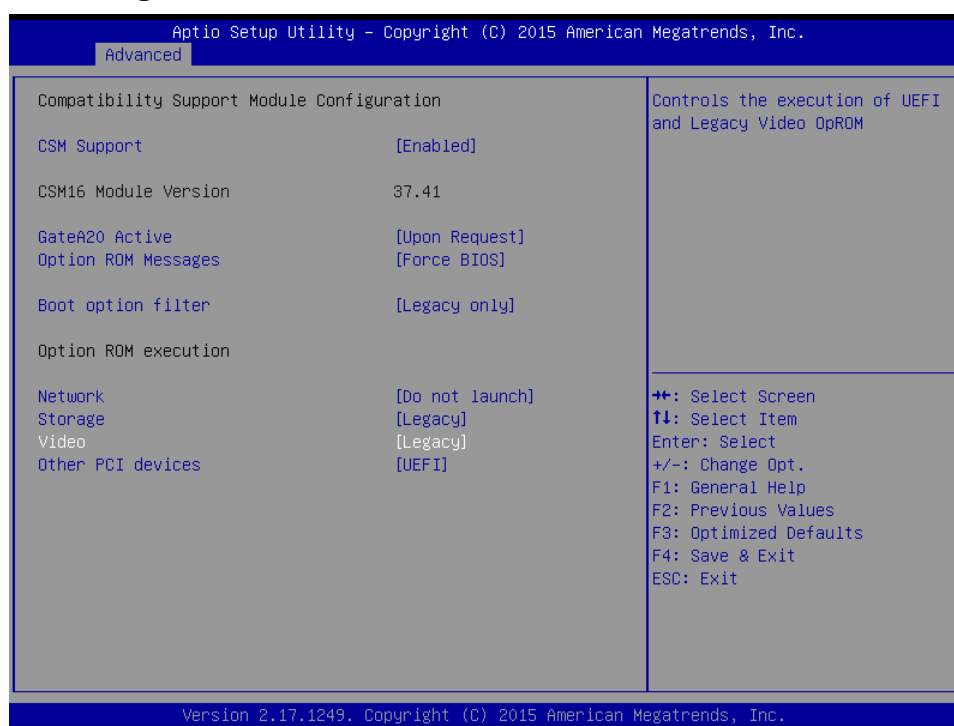 Aptio Setup Utility – Copyright (C) 2015 American Megatrends, Inc.
Advanced
Compatibility Support Module Configuration
CSM Support [Enabled]
CSM16 Module Version 37.41
GateA20 Active [Upon Request]
Option ROM Messages [Force BIOS]
Boot option filter [Legacy only]
Option ROM execution
Network [Do not launch]
Storage [Legacy]
Video [Legacy]
Other PCI devices [UEFI]
Controls the execution of UEFI
and Legacy Video OpROM
→←: Select Screen
↑↓: Select Item
Enter: Select
+/-: Change Opt.
F1: General Help
F2: Previous Values
F3: Optimized Defaults
F4: Save & Exit
ESC: Exit
Version 2.17.1249. Copyright (C) 2015 American Megatrends, Inc.